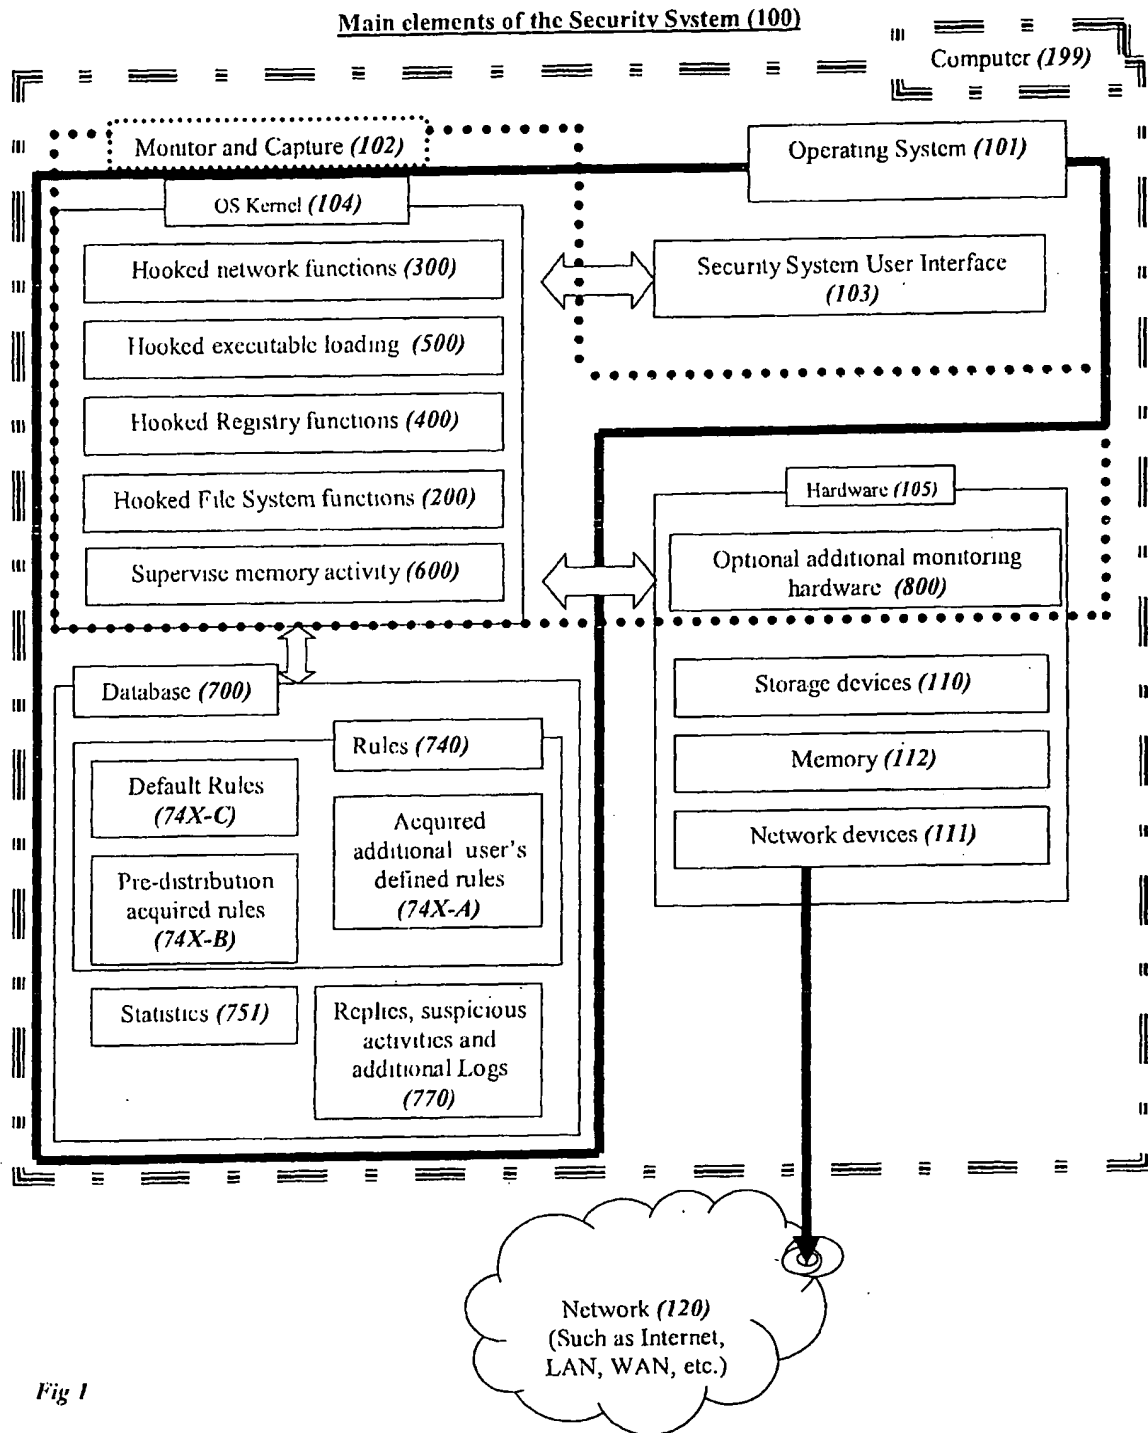 Main elements of the Security System (100)
Computer (199)
Monitor and Capture (102)
Operating System (101)
OS Kernel (104)
Hooked network functions (300)
Security System User Interface
(103)
Hooked executable loading (500)
Hooked Registry functions (400)
Hooked File System functions (200)
Supervise memory activity (600)
Hardware (105)
Optional additional monitoring
hardware (800)
Storage devices (110)
Memory (112)
Network devices (111)
Database (700)
Rules (740)
Default Rules
(74X-C)
Pre-distribution
acquired rules
(74X-B)
Acquired
additional user's
defined rules
(74X-A)
Statistics (751)
Replies, suspicious
activities and
additional Logs
(770)
Network (120)
(Such as Internet,
LAN, WAN, etc.)
Fig 1